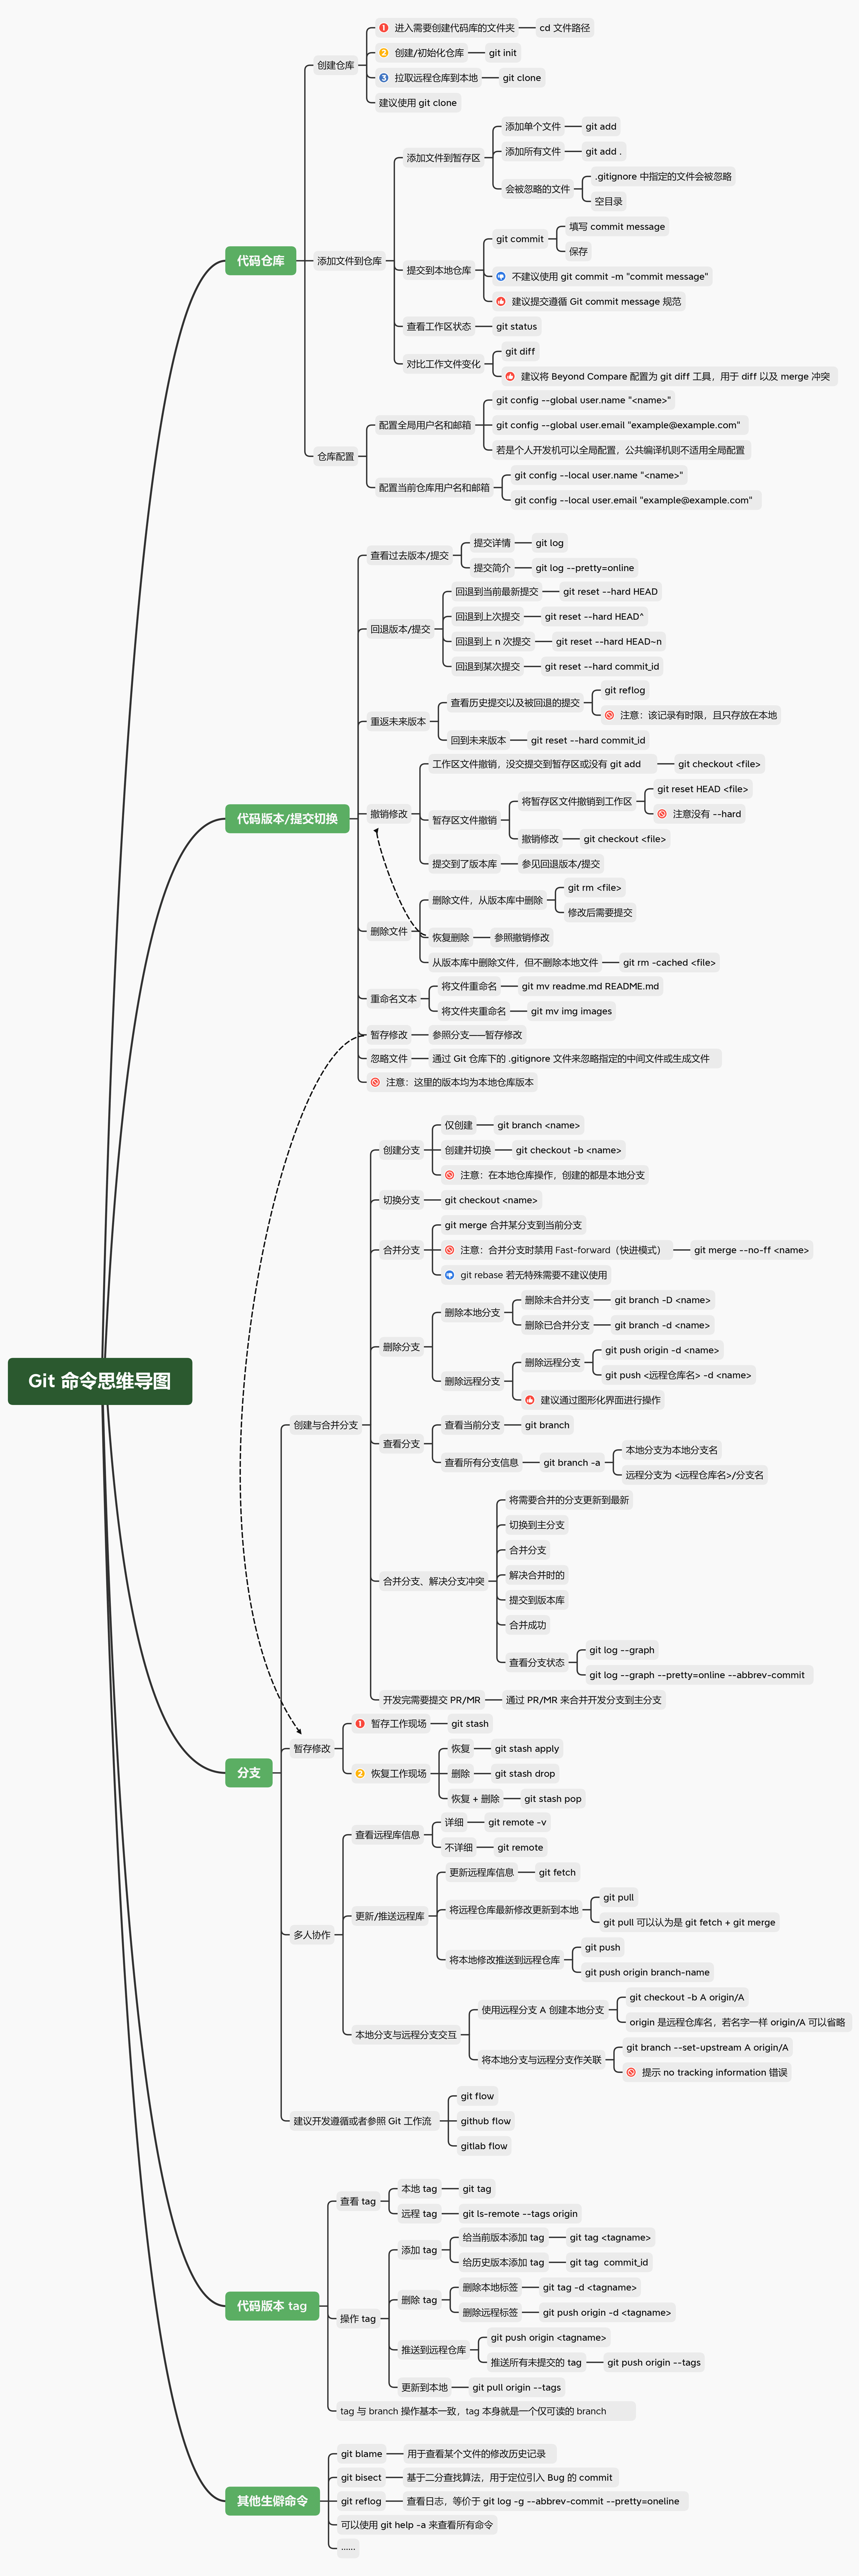 Git 命令思维导图
代码仓库
创建仓库
1 进入需要创建代码库的文件夹
cd 文件路径
2 创建/初始化仓库
git init
3 拉取远程仓库到本地
git clone
建议使用 git clone
添加文件到仓库
添加文件到暂存区
添加单个文件
git add
添加所有文件
git add .
会被忽略的文件
.gitignore 中指定的文件会被忽略
空目录
提交到本地仓库
git commit
填写 commit message
保存
不建议使用 git commit -m "commit message"
建议提交遵循 Git commit message 规范
查看工作区状态
git status
对比工作文件变化
git diff
建议将 Beyond Compare 配置为 git diff 工具，用于 diff 以及 merge 冲突
仓库配置
配置全局用户名和邮箱
git config --global user.name "<name>"
git config --global user.email "example@example.com"
若是个人开发机可以全局配置，公共编译机则不适用全局配置
配置当前仓库用户名和邮箱
git config --local user.name "<name>"
git config --local user.email "example@example.com"
代码版本/提交切换
查看过去版本/提交
提交详情
git log
提交简介
git log --pretty=online
回退版本/提交
回退到当前最新提交
git reset --hard HEAD
回退到上次提交
git reset --hard HEAD^
回退到上 n 次提交
git reset --hard HEAD~n
回退到某次提交
git reset --hard commit_id
重返未来版本
查看历史提交以及被回退的提交
git reflog
注意：该记录有时限，且只存放在本地
回到未来版本
git reset --hard commit_id
撤销修改
工作区文件撤销，没交提交到暂存区或没有 git add
git checkout <file>
暂存区文件撤销
将暂存区文件撤销到工作区
git reset HEAD <file>
注意没有 --hard
撤销修改
git checkout <file>
提交到了版本库
参见回退版本/提交
删除文件
删除文件，从版本库中删除
git rm <file>
修改后需要提交
恢复删除
参照撤销修改
从版本库中删除文件，但不删除本地文件
git rm -cached <file>
重命名文本
将文件重命名
git mv readme.md README.md
将文件夹重命名
git mv img images
暂存修改
参照分支——暂存修改
忽略文件
通过 Git 仓库下的 .gitignore 文件来忽略指定的中间文件或生成文件
注意：这里的版本均为本地仓库版本
分支
创建与合并分支
创建分支
仅创建
git branch <name>
创建并切换
git checkout -b <name>
注意：在本地仓库操作，创建的都是本地分支
切换分支
git checkout <name>
合并分支
git merge 合并某分支到当前分支
注意：合并分支时禁用 Fast-forward（快进模式）
git merge --no-ff <name>
git rebase 若无特殊需要不建议使用
删除分支
删除本地分支
删除未合并分支
git branch -D <name>
删除已合并分支
git branch -d <name>
删除远程分支
删除远程分支
git push origin -d <name>
git push <远程仓库名> -d <name>
建议通过图形化界面进行操作
查看分支
查看当前分支
git branch
查看所有分支信息
git branch -a
本地分支为本地分支名
远程分支为 <远程仓库名>/分支名
合并分支、解决分支冲突
将需要合并的分支更新到最新
切换到主分支
合并分支
解决合并时的
提交到版本库
合并成功
查看分支状态
git log --graph
git log --graph --pretty=online --abbrev-commit
开发完需要提交 PR/MR
通过 PR/MR 来合并开发分支到主分支
暂存修改
1 暂存工作现场
git stash
2 恢复工作现场
恢复
git stash apply
删除
git stash drop
恢复 + 删除
git stash pop
多人协作
查看远程库信息
详细
git remote -v
不详细
git remote
更新/推送远程库
更新远程库信息
git fetch
将远程仓库最新修改更新到本地
git pull
git pull 可以认为是 git fetch + git merge
将本地修改推送到远程仓库
git push
git push origin branch-name
本地分支与远程分支交互
使用远程分支 A 创建本地分支
git checkout -b A origin/A
origin 是远程仓库名，若名字一样 origin/A 可以省略
将本地分支与远程分支作关联
git branch --set-upstream A origin/A
提示 no tracking information 错误
建议开发遵循或者参照 Git 工作流
git flow
github flow
gitlab flow
代码版本 tag
查看 tag
本地 tag
git tag
远程 tag
git ls-remote --tags origin
操作 tag
添加 tag
给当前版本添加 tag
git tag <tagname>
给历史版本添加 tag
git tag commit_id
删除 tag
删除本地标签
git tag -d <tagname>
删除远程标签
git push origin -d <tagname>
推送到远程仓库
git push origin <tagname>
推送所有未提交的 tag
git push origin --tags
更新到本地
git pull origin --tags
tag 与 branch 操作基本一致，tag 本身就是一个仅可读的 branch
其他生僻命令
git blame
用于查看某个文件的修改历史记录
git bisect
基于二分查找算法，用于定位引入 Bug 的 commit
git reflog
查看日志，等价于 git log -g --abbrev-commit --pretty=oneline
可以使用 git help -a 来查看所有命令
......